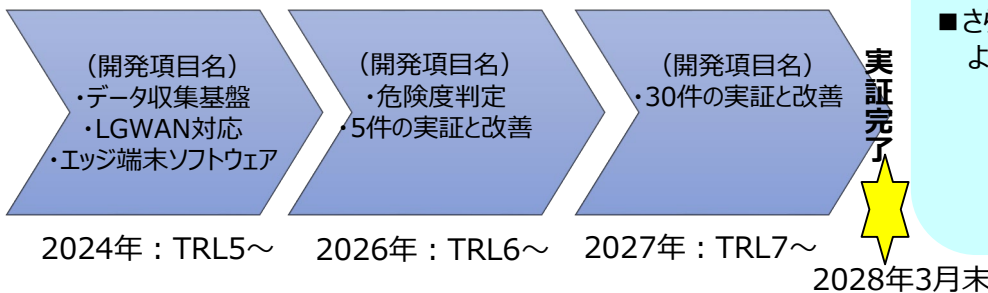 （開発項目名）
・データ収集基盤
・LGWAN対応
・エッジ端末ソフトウェア
（開発項目名）
・危険度判定
・5件の実証と改善
（開発項目名）
・30件の実証と改善
実証完了
■さ
よ
2024年：TRL5～
2026年：TRL6～
2027年：TRL7～
2028年3月末